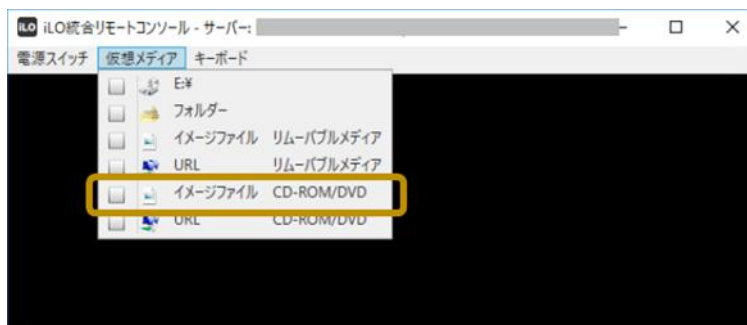 iLO iLO統合リモートコンソール - サーバー:
電源スイッチ 仮想メディア キーボード
E:¥
フォルダー
イメージファイル リムーバブルメディア
URL リムーバブルメディア
イメージファイル CD-ROM/DVD
URL CD-ROM/DVD